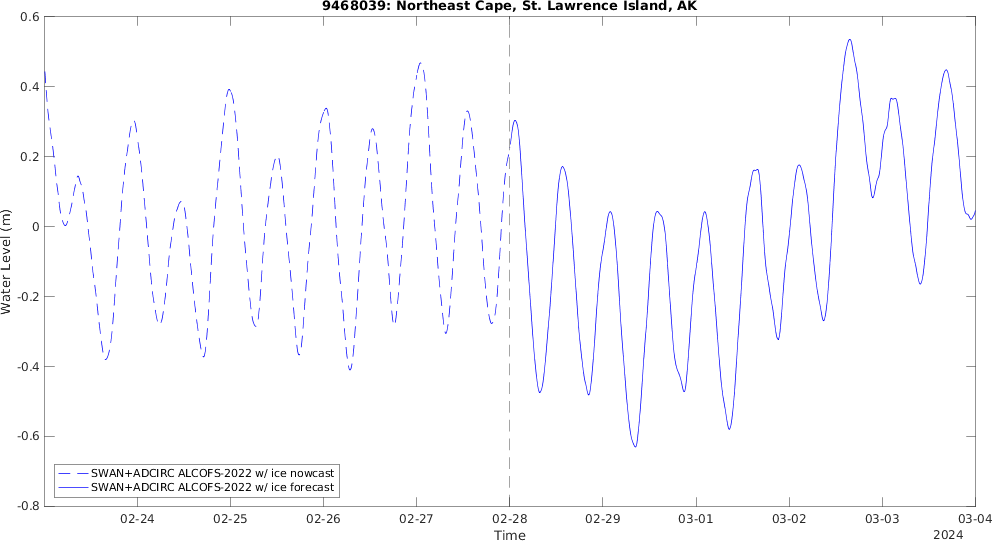 9468039: Northeast Cape, St. Lawrence Island, AK
0.6
0.4
0.2
0
-0.2
-0.4
-0.6
-0.8
Water Level (m)
SWAN+ADCIRC ALCOFS-2022 w/ ice nowcast
SWAN+ADCIRC ALCOFS-2022 w/ ice forecast
02-24 02-25 02-26 02-27 02-28 02-29 03-01 03-02 03-03 03-04
Time
2024